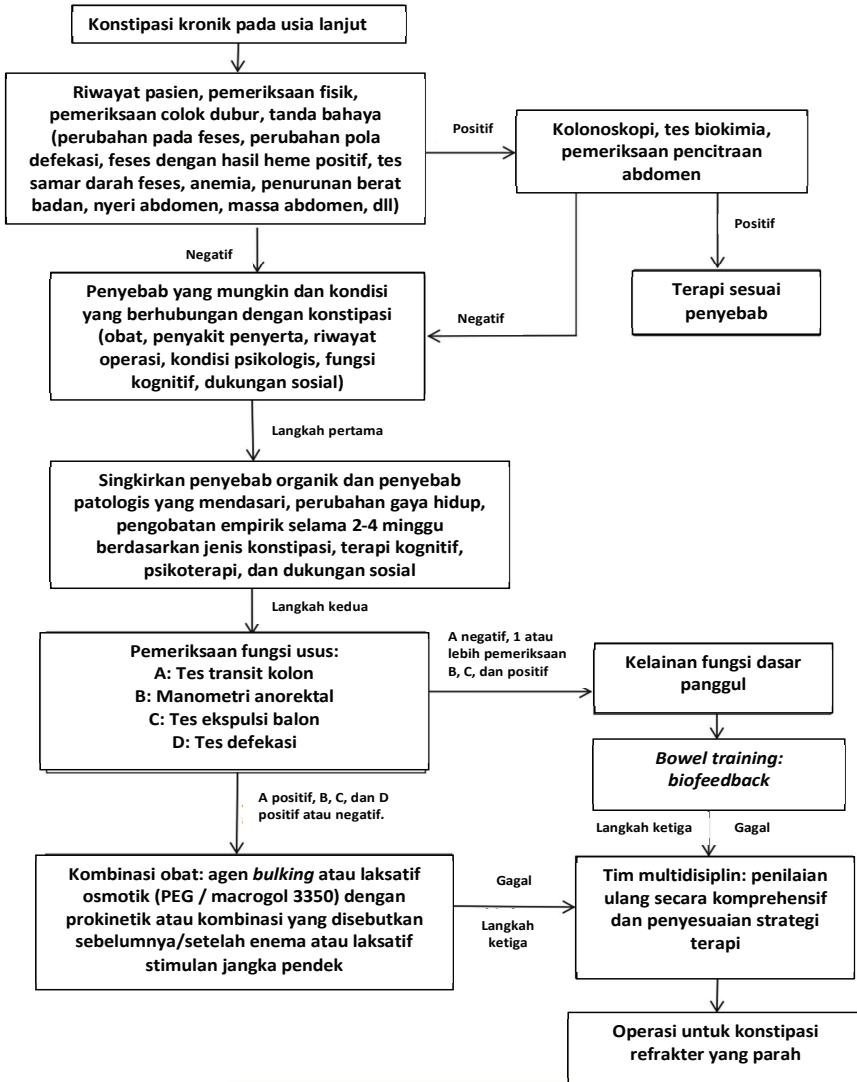 Konstipasi kronik pada usia lanjut
Riwayat pasien, pemeriksaan fisik,
pemeriksaan colok dubur, tanda bahaya
(perubahan pada feses, perubahan pola
defekasi, feses dengan hasil heme positif, tes
samar darah feses, anemia, penurunan berat
badan, nyeri abdomen, massa abdomen, dll)
Positif
Kolonoskopi, tes biokimia,
pemeriksaan pencitraan
abdomen
Negatif
Positif
Terapi sesuai
penyebab
Penyebab yang mungkin dan kondisi
yang berhubungan dengan konstipasi
(obat, penyakit penyerta, riwayat
operasi, kondisi psikologis, fungsi
kognitif, dukungan sosial)
Negatif
Langkah pertama
Singkirkan penyebab organik dan penyebab
patologis yang mendasari, perubahan gaya hidup,
pengobatan empirik selama 2-4 minggu
berdasarkan jenis konstipasi, terapi kognitif,
psikoterapi, dan dukungan sosial
Langkah kedua
Pemeriksaan fungsi usus:
A: Tes transit kolon
B: Manometri anorektal
C: Tes ekspulsi balon
D: Tes defekasi
A negatif, 1 atau
lebih pemeriksaan
B, C, dan positif
Kelainan fungsi dasar
panggul
Bowel training:
biofeedback
A positif, B, C, dan D
positif atau negatif.
Langkah ketiga
Gagal
Kombinasi obat: agen bulking atau laksatif
osmotik (PEG / macrogol 3350) dengan
prokinetik atau kombinasi yang disebutkan
sebelumnya/setelah enema atau laksatif
stimulan jangka pendek
Gagal
Langkah
ketiga
Tim multidisiplin: penilaian
ulang secara komprehensif
dan penyesuaian strategi
terapi
Operasi untuk konstipasi
refrakter yang parah